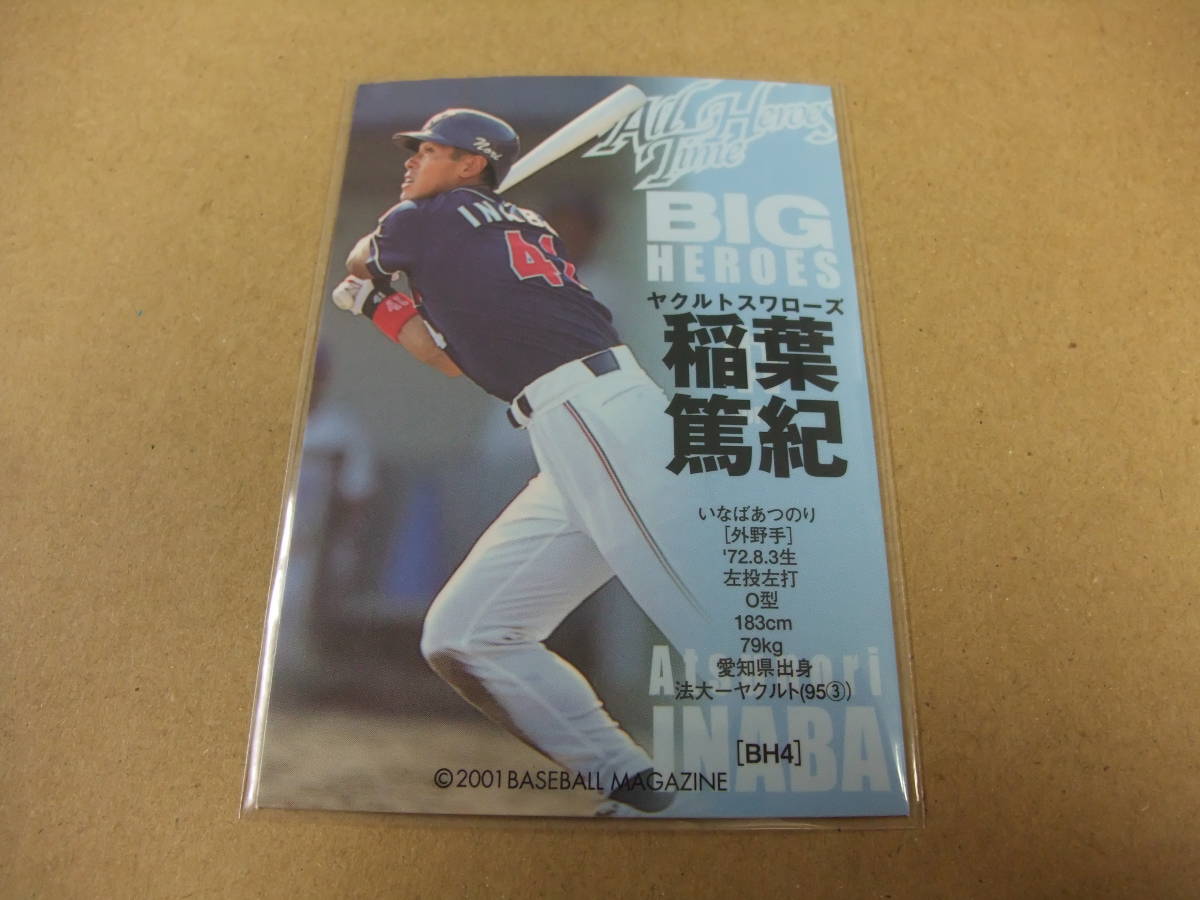 All Time Heroes
BIG
HEROES
ヤクルトスワローズ
稲葉
篤紀
いなばあつのり
[外野手]
'72.8.3生
左投左打
O型
183cm
79kg
愛知県出身
法大ーヤクルト(95③)
Atsunori
INABA
[BH4]
©2001 BASEBALL MAGAZINE
Nori
INABA
41
41